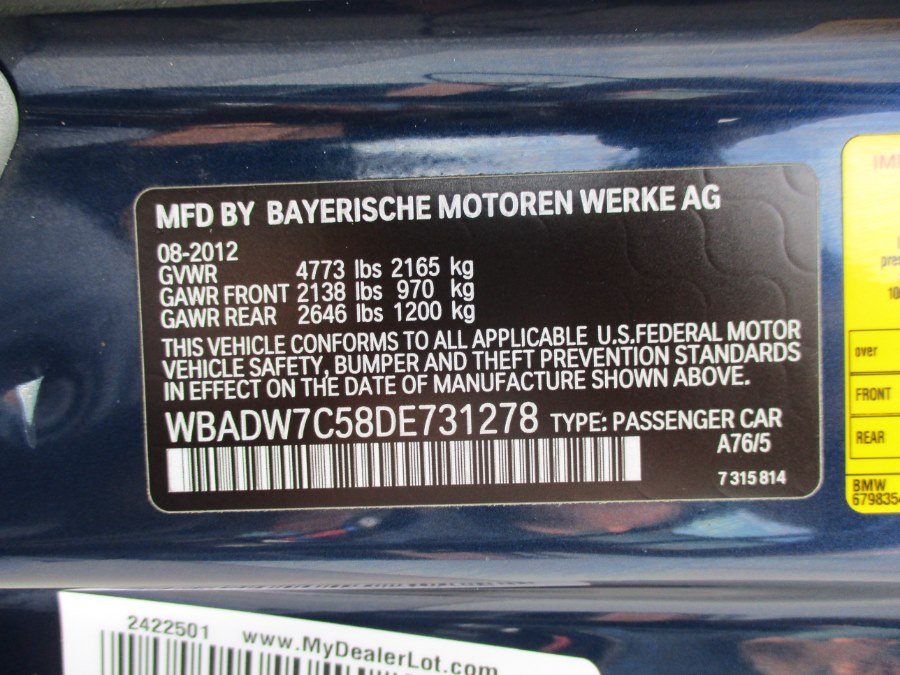 MFD BY BAYERISCHE MOTOREN WERKE AG
08-2012
GVWR 4773 lbs 2165 kg
GAWR FRONT 2138 lbs 970 kg
GAWR REAR 2646 lbs 1200 kg
THIS VEHICLE CONFORMS TO ALL APPLICABLE U.S.FEDERAL MOTOR
VEHICLE SAFETY, BUMPER AND THEFT PREVENTION STANDARDS
IN EFFECT ON THE DATE OF MANUFACTURE SHOWN ABOVE.
WBADW7C58DE731278 TYPE: PASSENGER CAR
A76/5
7 315 814
over
FRONT
REAR
BMW
2422501 www.MyDealerLot.com